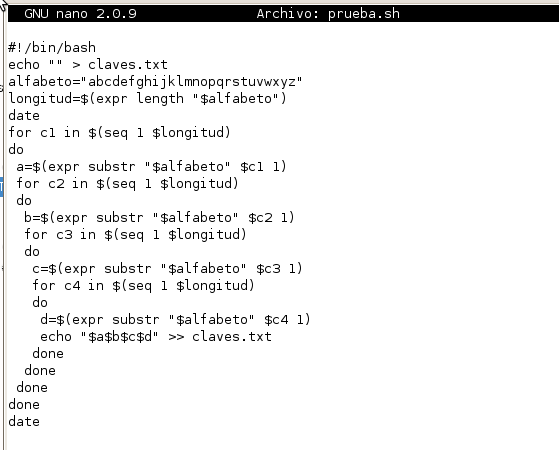 GNU nano 2.0.9 Archivo: prueba.sh
#!/bin/bash
echo "" > claves.txt
alfabeto="abcdefghijklmnopqrstuvwxyz"
longitud=$(expr length "$alfabeto")
date
for c1 in $(seq 1 $longitud)
do
 a=$(expr substr "$alfabeto" $c1 1)
 for c2 in $(seq 1 $longitud)
 do
  b=$(expr substr "$alfabeto" $c2 1)
  for c3 in $(seq 1 $longitud)
  do
   c=$(expr substr "$alfabeto" $c3 1)
   for c4 in $(seq 1 $longitud)
   do
    d=$(expr substr "$alfabeto" $c4 1)
    echo "$a$b$c$d" >> claves.txt
   done
  done
 done
done
date